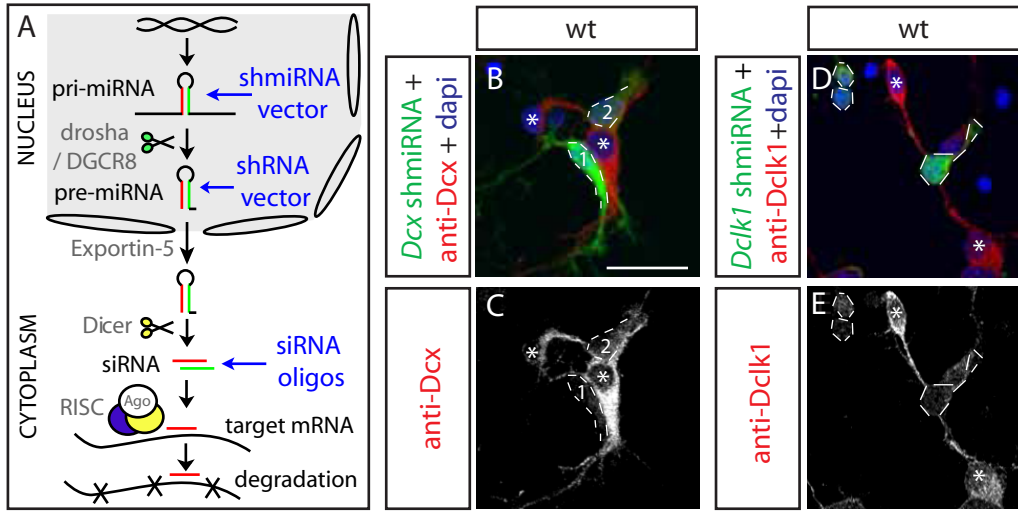 A
NUCLEUS
pri-miRNA
shmiRNA
vector
drosha
/ DGCR8
shRNA
vector
pre-miRNA
Exportin-5
CYTOPLASM
Dicer
siRNA
siRNA
oligos
RISC
Ago
target mRNA
degradation
wt
Dcx shmiRNA +
anti-Dcx + dapi
B
*
2
*
1
anti-Dcx
C
*
2
*
1
wt
Dclk1 shmiRNA +
anti-Dclk1+dapi
D
*
*
anti-Dclk1
E
*
*